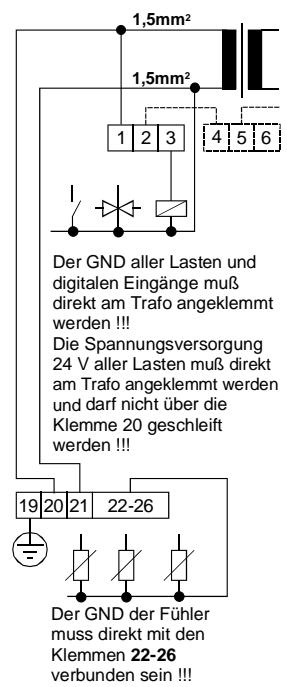 1,5mm²
1,5mm²
1 2 3 4 5 6
Der GND aller Lasten und
digitalen Eingänge muß
direkt am Trafo angeklemmt
werden !!!
Die Spannungsversorgung
24 V aller Lasten muß direkt
am Trafo angeklemmt werden
und darf nicht über die
Klemme 20 geschleift
werden !!!
19 20 21 22-26
Der GND der Fühler
muss direkt mit den
Klemmen 22-26
verbunden sein !!!